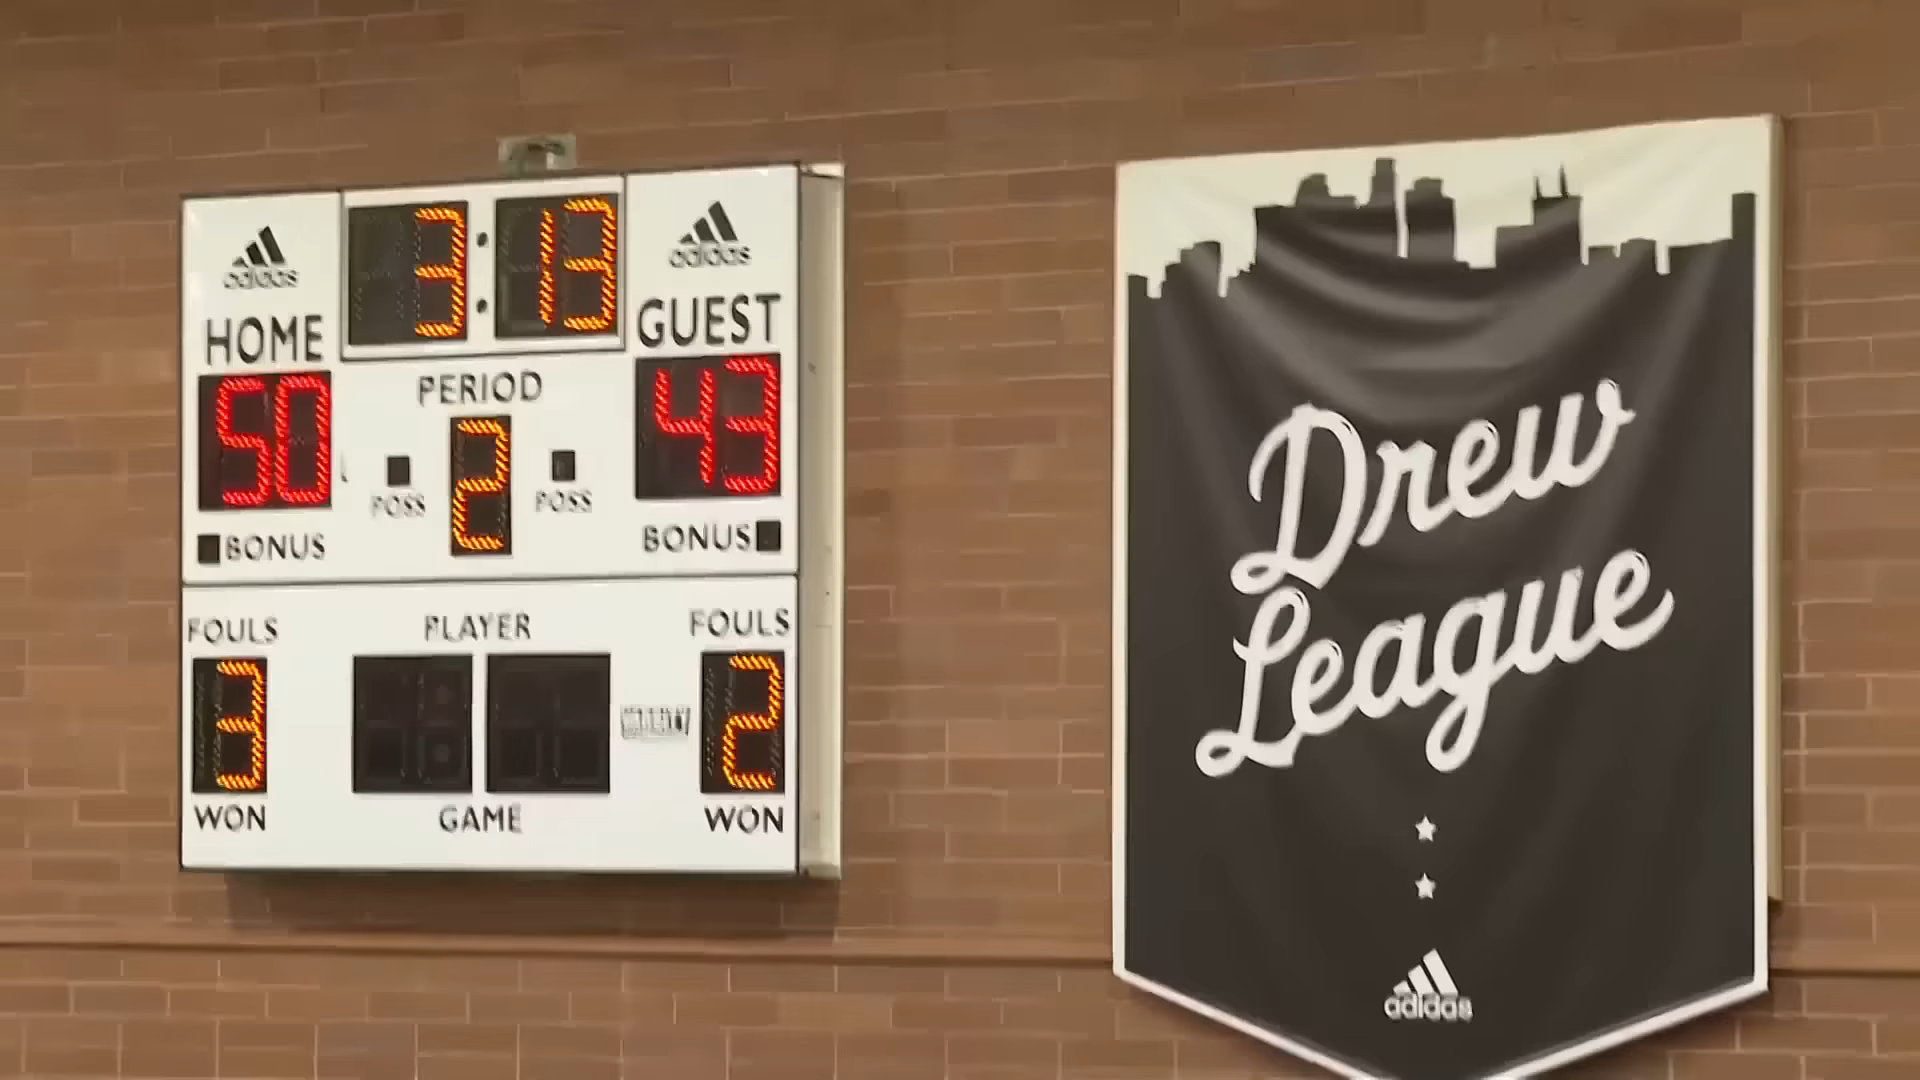 3:13
adidas
adidas
HOME
GUEST
50
PERIOD
43
2
POSS
POSS
BONUS
BONUS
FOULS
PLAYER
FOULS
3
2
WON
GAME
WON
Drew
League
adidas